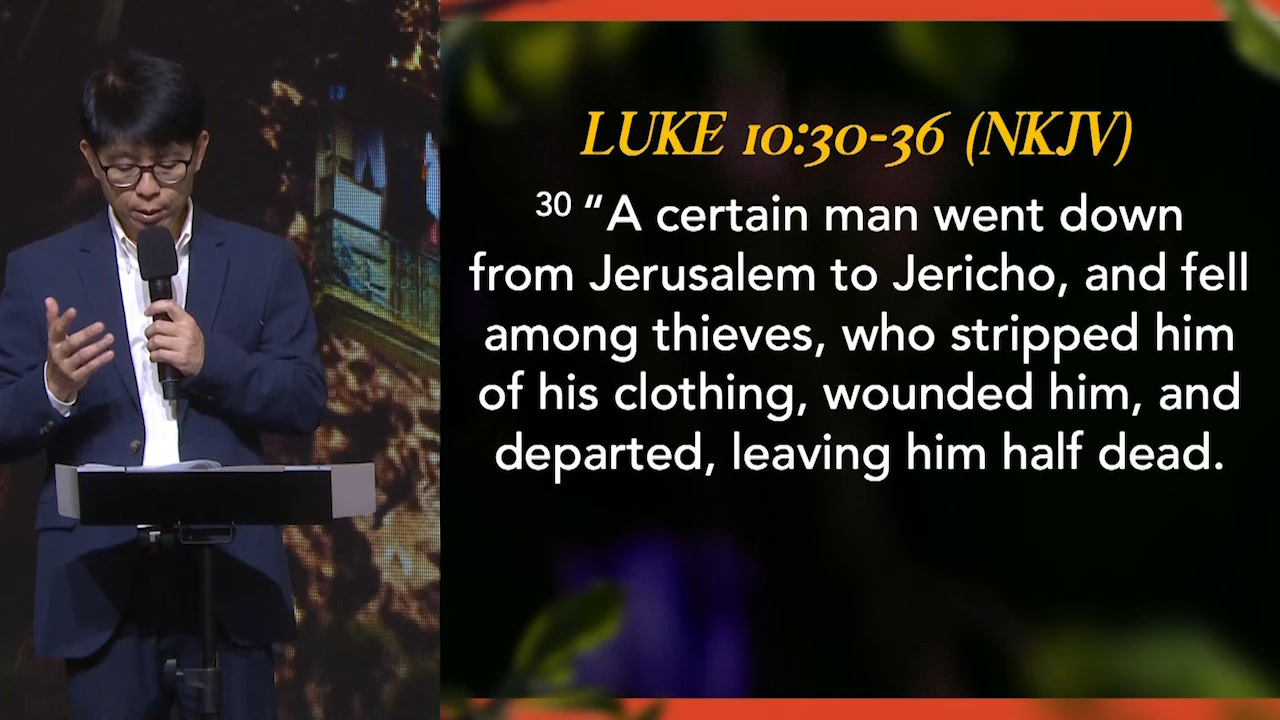 LUKE 10:30-36 (NKJV)
30 “A certain man went down
from Jerusalem to Jericho, and fell
among thieves, who stripped him
of his clothing, wounded him, and
departed, leaving him half dead.